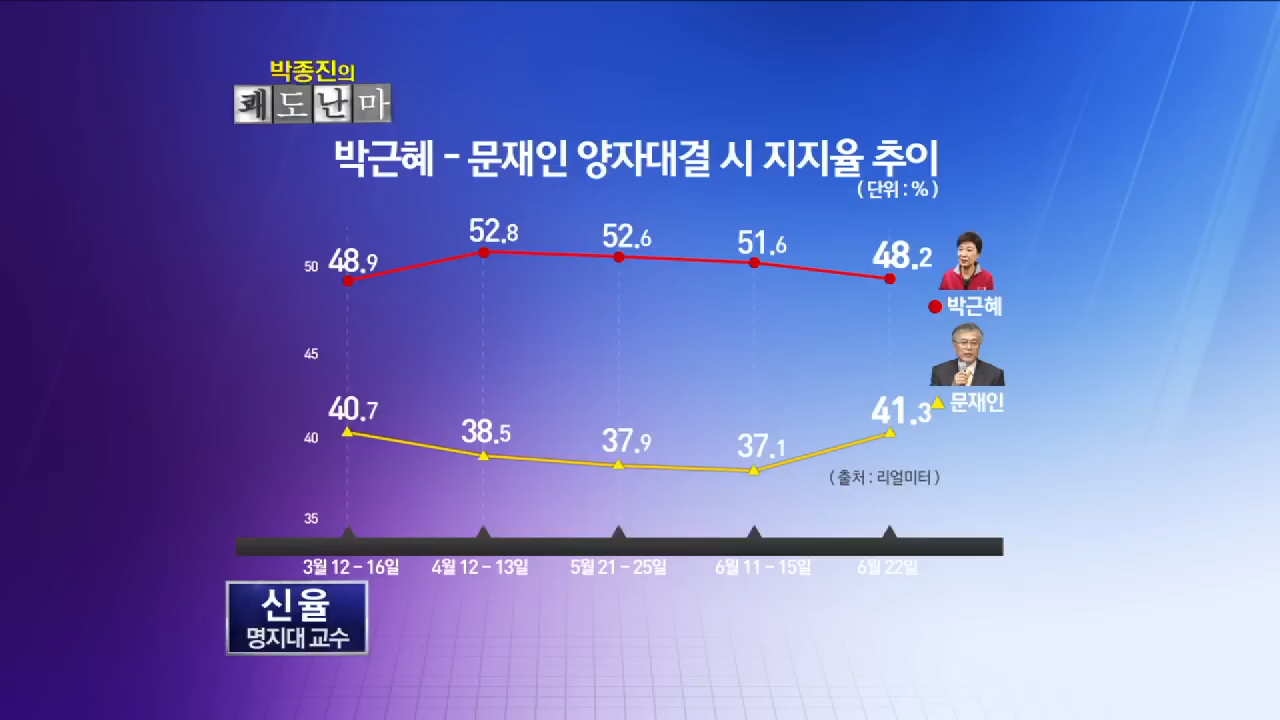 박종진의
쾌도난마
박근혜 - 문재인 양자대결 시 지지율 추이
(단위 : %)
50
45
40
35
48.9
52.8
52.6
51.6
48.2
박근혜
40.7
38.5
37.9
37.1
41.3
문재인
(출처 : 리얼미터)
3월 12 - 16일
4월 12 - 13일
5월 21 - 25일
6월 11 - 15일
6월 22일
신율
명지대 교수